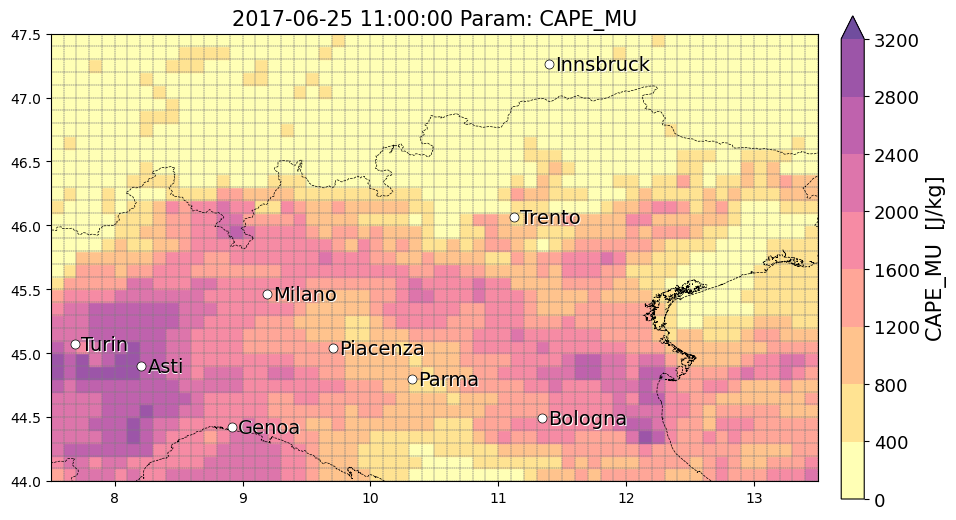 2017-06-25 11:00:00 Param: CAPE_MU
47.5
47.0
46.5
46.0
45.5
45.0
44.5
44.0
8
9
10
11
12
13
Innsbruck
Trento
Milano
Turin
Piacenza
Asti
Parma
Bologna
Genoa
3200
2800
2400
2000
1600
1200
800
400
0
CAPE_MU [J/kg]